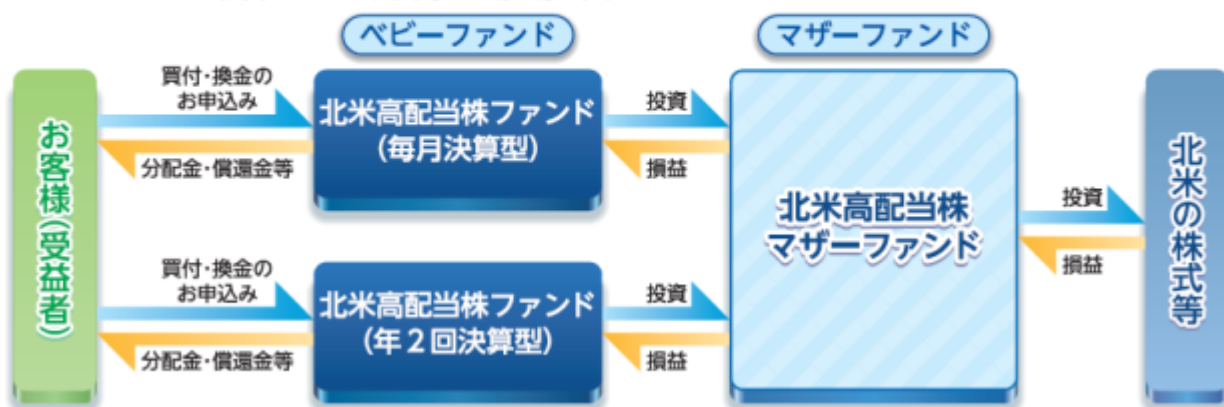 ベビーファンド
マザーファンド
お客様(受益者)
買付・換金の
お申込み
分配金・償還金等
北米高配当株ファンド
(毎月決算型)
投資
損益
買付・換金の
お申込み
分配金・償還金等
北米高配当株ファンド
(年2回決算型)
投資
損益
北米高配当株
マザーファンド
投資
損益
北米の株式等